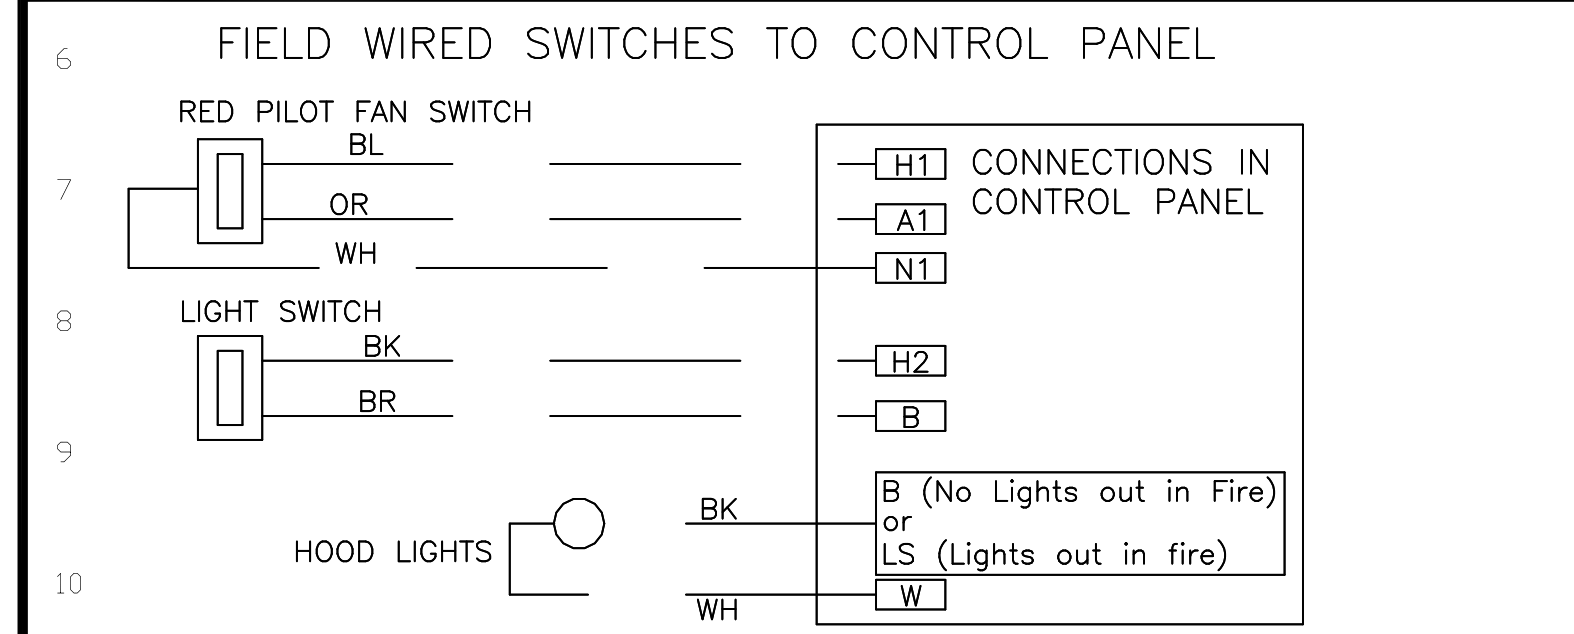 6
FIELD WIRED SWITCHES TO CONTROL PANEL
RED PILOT FAN SWITCH
BL
H1
CONNECTIONS IN
CONTROL PANEL
7
OR
A1
WH
N1
8
LIGHT SWITCH
BK
H2
BR
B
9
B (No Lights out in Fire)
or
LS (Lights out in fire)
BK
HOOD LIGHTS
10
WH
W